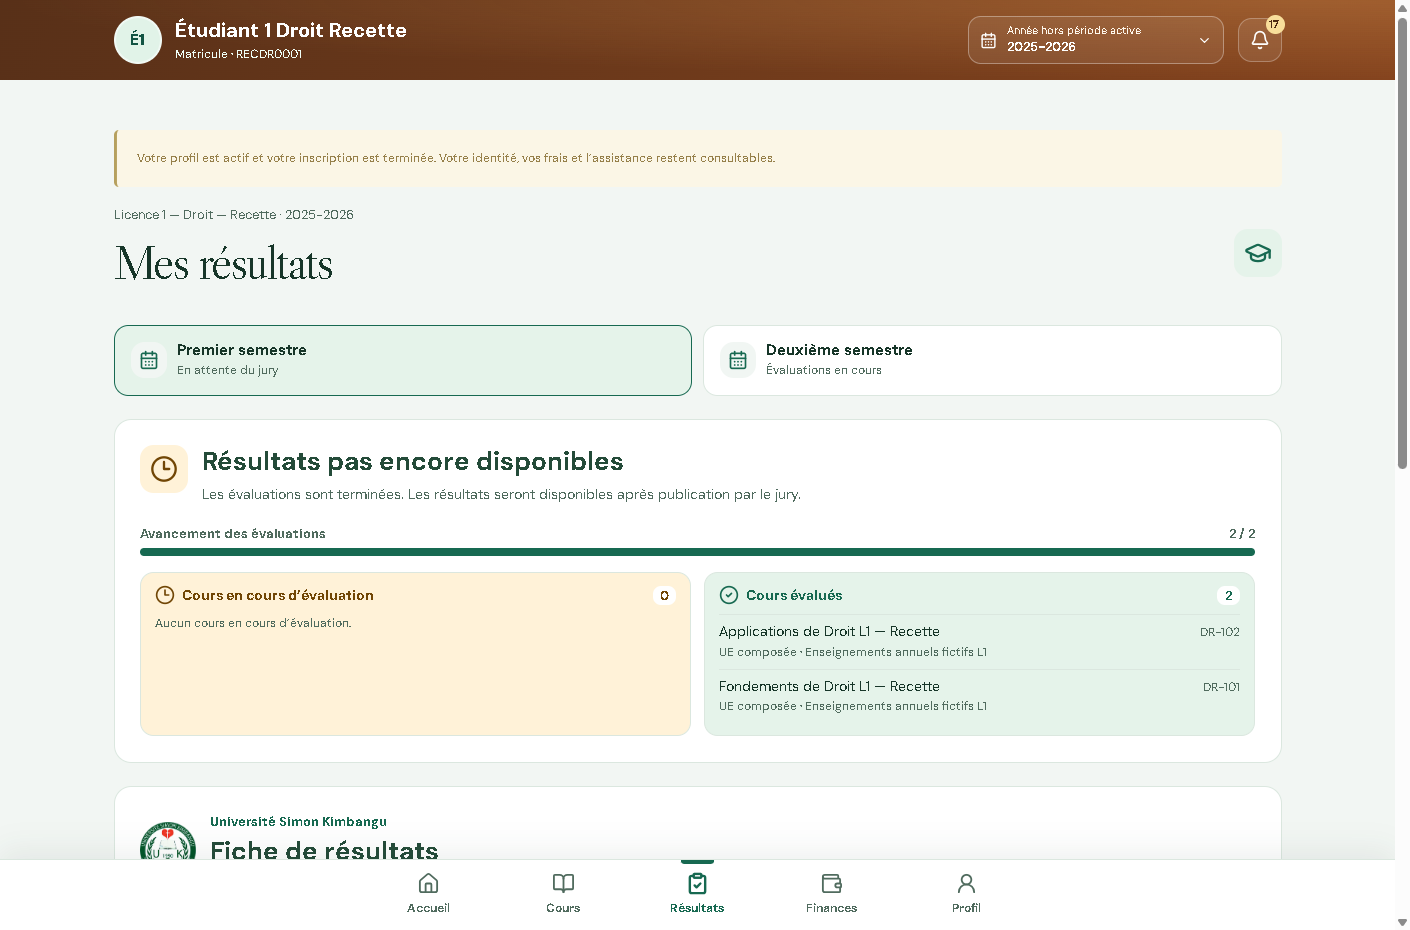 É1
Étudiant 1 Droit Recette
Matricule · RECDR0001
Année hors période active
2025-2026
17
Votre profil est actif et votre inscription est terminée. Votre identité, vos frais et l’assistance restent consultables.
Licence 1 — Droit — Recette · 2025-2026
Mes résultats
Premier semestre
En attente du jury
Deuxième semestre
Évaluations en cours
Résultats pas encore disponibles
Les évaluations sont terminées. Les résultats seront disponibles après publication par le jury.
Avancement des évaluations
2 / 2
Cours en cours d’évaluation
0
Aucun cours en cours d’évaluation.
Cours évalués
2
Applications de Droit L1 — Recette
DR-102
UE composée · Enseignements annuels fictifs L1
Fondements de Droit L1 — Recette
DR-101
UE composée · Enseignements annuels fictifs L1
Université Simon Kimbangu
Fiche de résultats
Accueil
Cours
Résultats
Finances
Profil